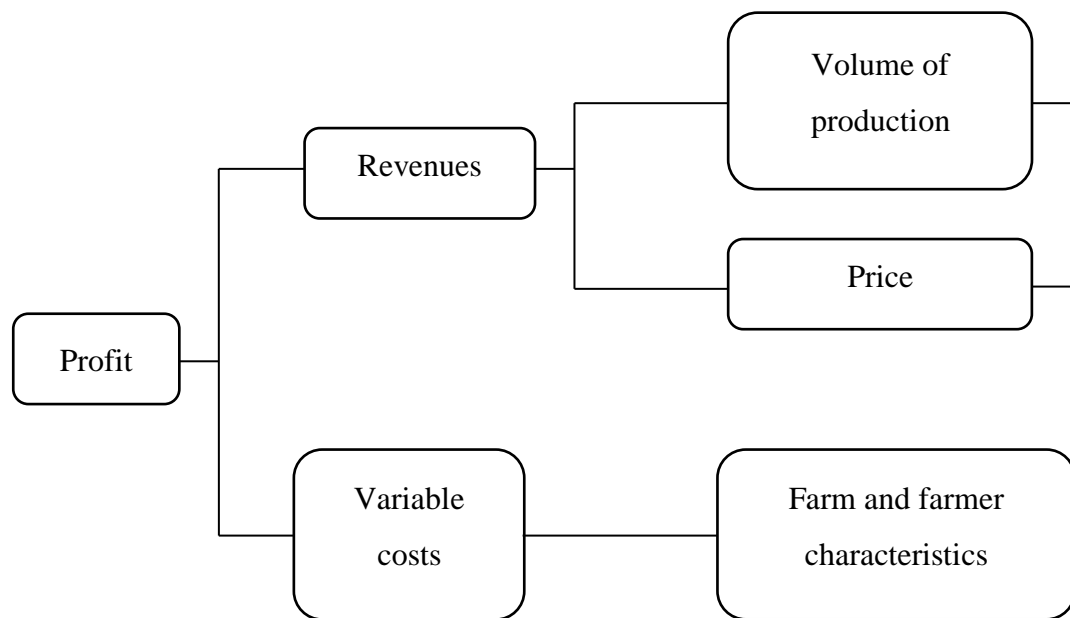 Volume of
production
Revenues
Price
Profit
Variable
costs
Farm and farmer
characteristics